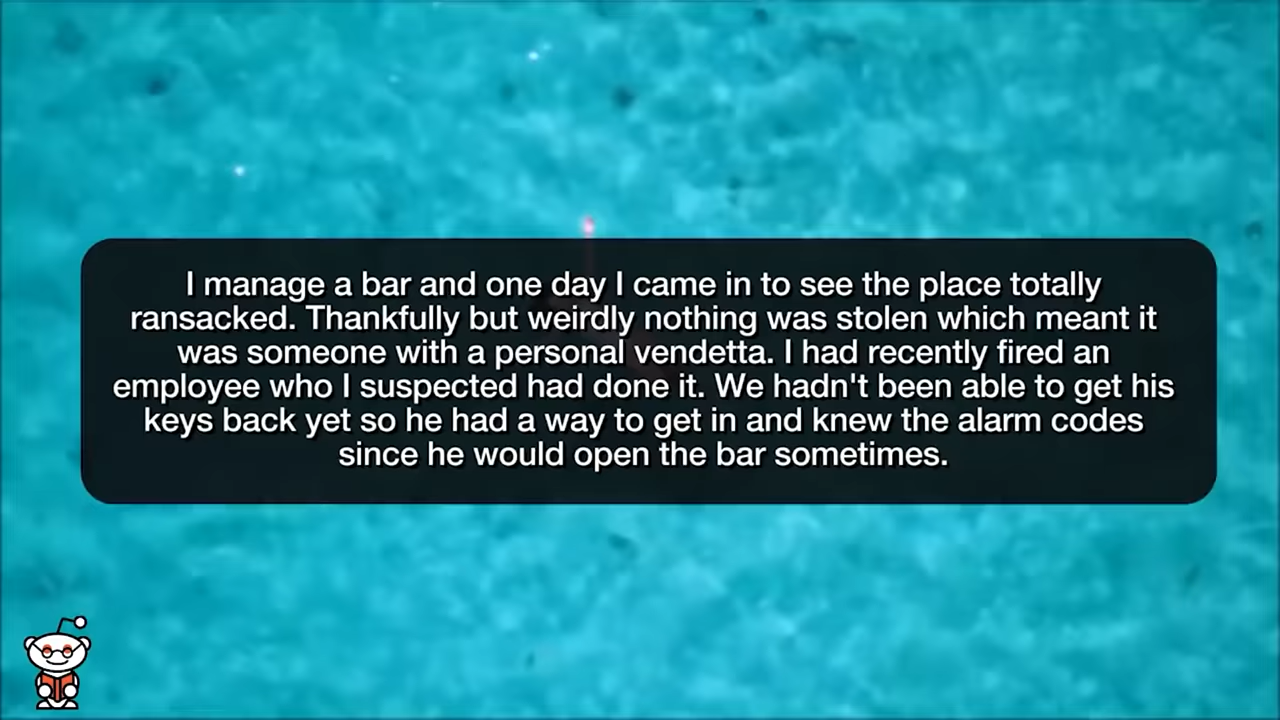 I manage a bar and one day I came in to see the place totally
ransacked. Thankfully but weirdly nothing was stolen which meant it
was someone with a personal vendetta. I had recently fired an
employee who I suspected had done it. We hadn't been able to get his
keys back yet so he had a way to get in and knew the alarm codes
since he would open the bar sometimes.